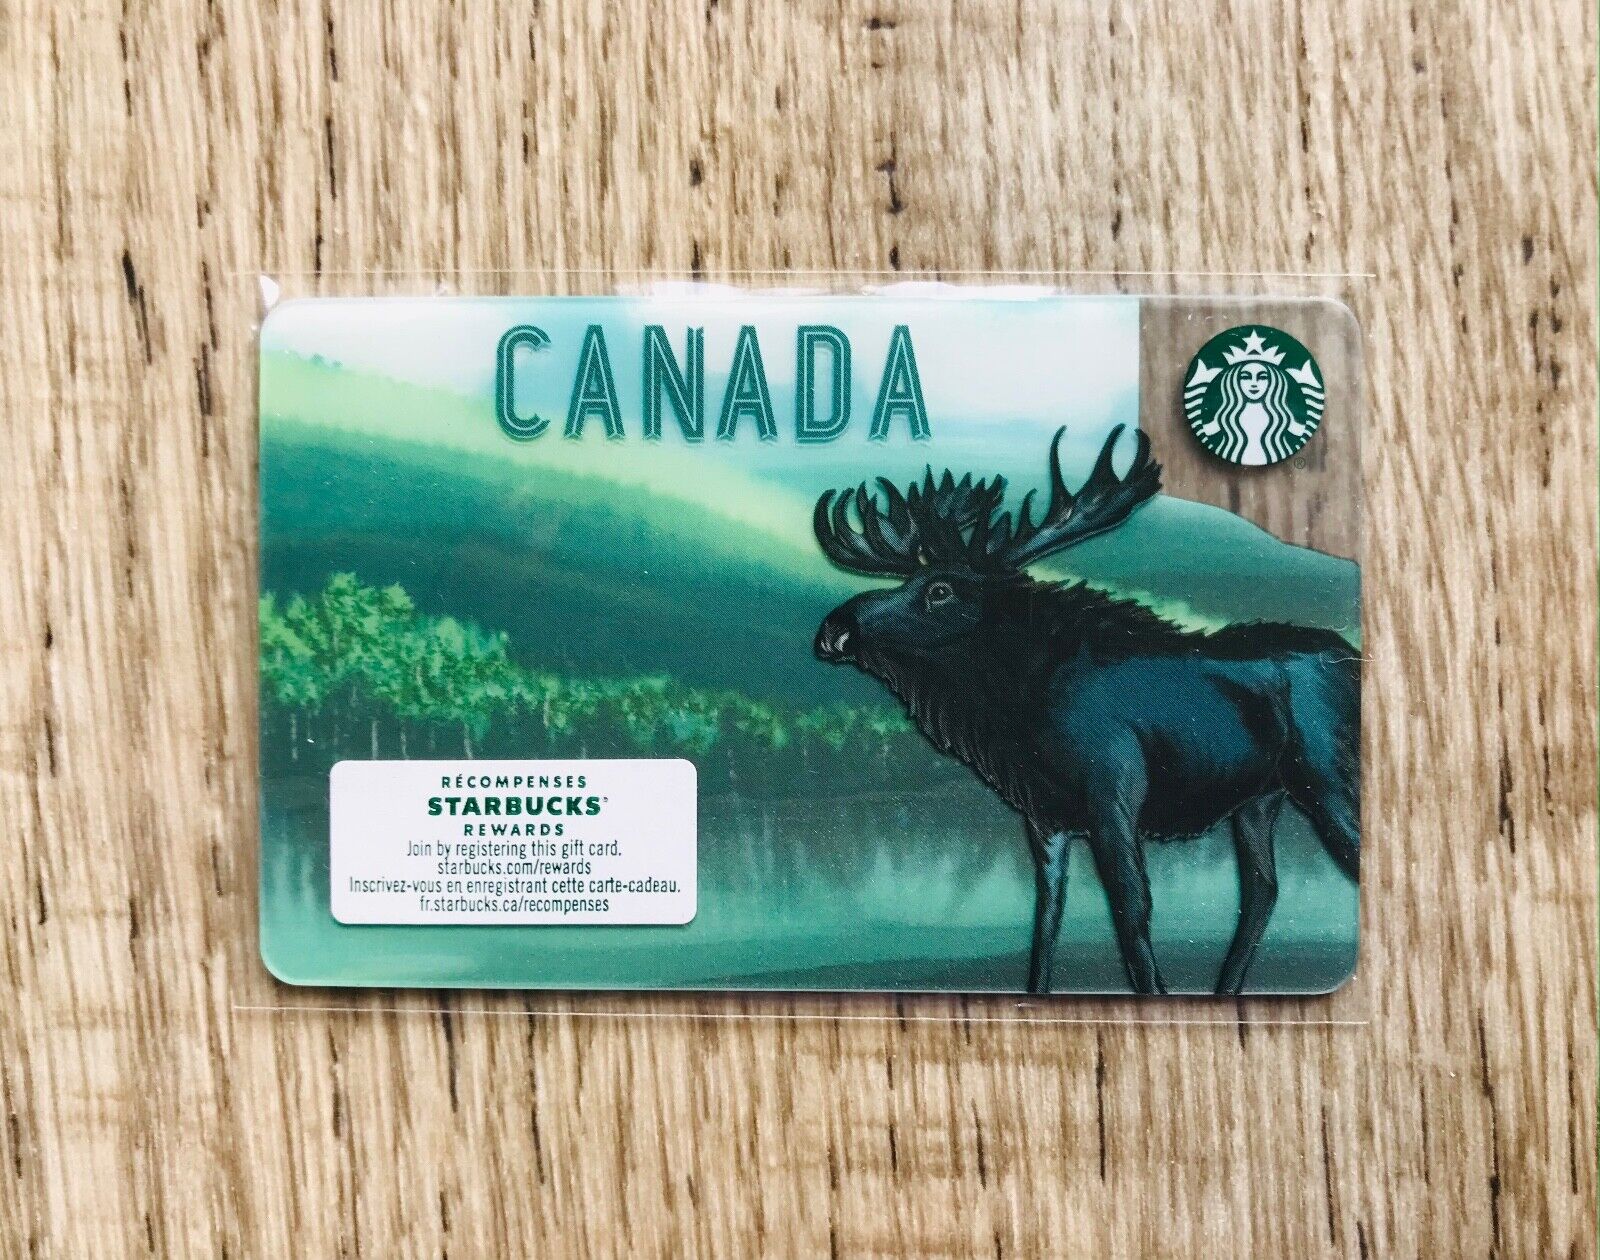 CANADA
®
RÉCOMPENSES
STARBUCKS®
REWARDS
Join by registering this gift card.
starbucks.com/rewards
Inscrivez-vous en enregistrant cette carte-cadeau.
fr.starbucks.ca/recompenses